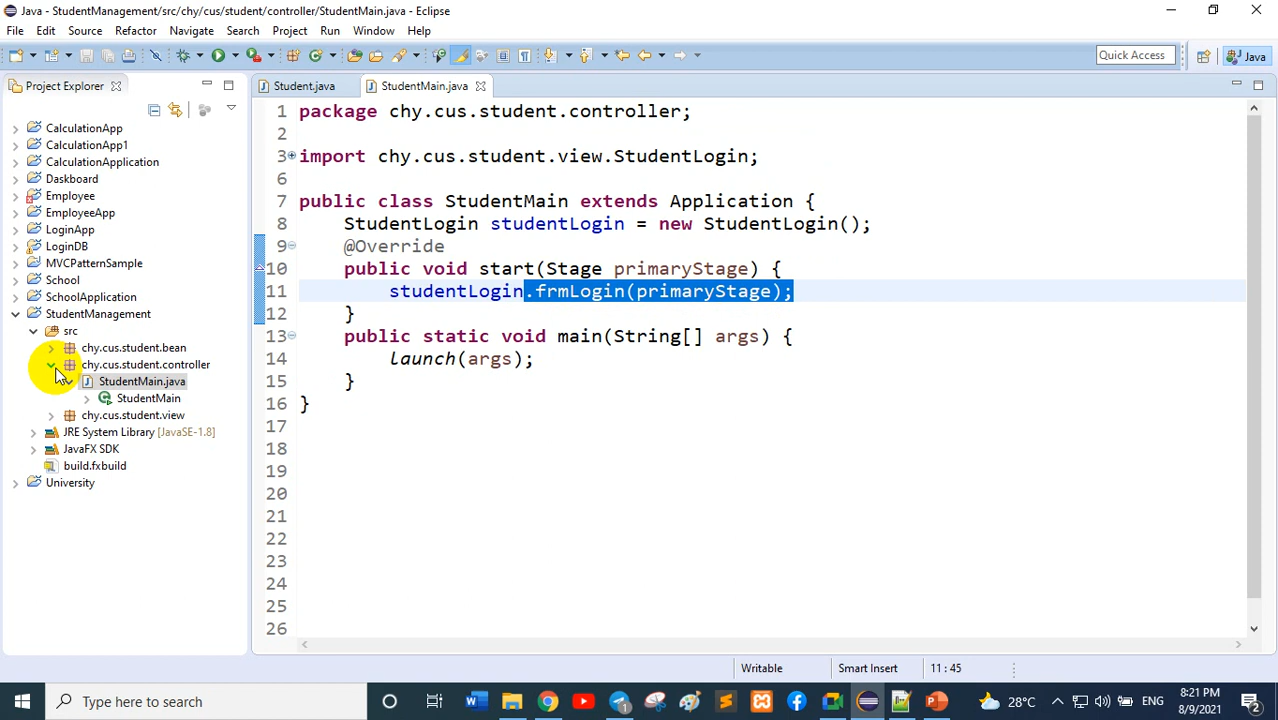 Java - StudentManagement/src/chy/cus/student/controller/StudentMain.java - Eclipse
File Edit Source Refactor Navigate Search Project Run Window Help
Quick Access
Java
Project Explorer
Student.java
StudentMain.java
CalculationApp
CalculationApp1
CalculationApplication
Daskboard
Employee
EmployeeApp
LoginApp
LoginDB
MVCPatternSample
School
SchoolApplication
StudentManagement
src
chy.cus.student.bean
chy.cus.student.controller
StudentMain.java
StudentMain
chy.cus.student.view
JRE System Library [JavaSE-1.8]
JavaFX SDK
build.fxbuild
University
1 package chy.cus.student.controller;
2
3 import chy.cus.student.view.StudentLogin;
6
7 public class StudentMain extends Application {
8 StudentLogin studentLogin = new StudentLogin();
9 @Override
10 public void start(Stage primaryStage) {
11 studentLogin.frmLogin(primaryStage);
12 }
13 public static void main(String[] args) {
14 launch(args);
15 }
16 }
17
18
19
20
21
22
23
24
25
26
Writable
Smart Insert
11 : 45
Type here to search
28°C
ENG
8:21 PM
8/9/2021
2
1